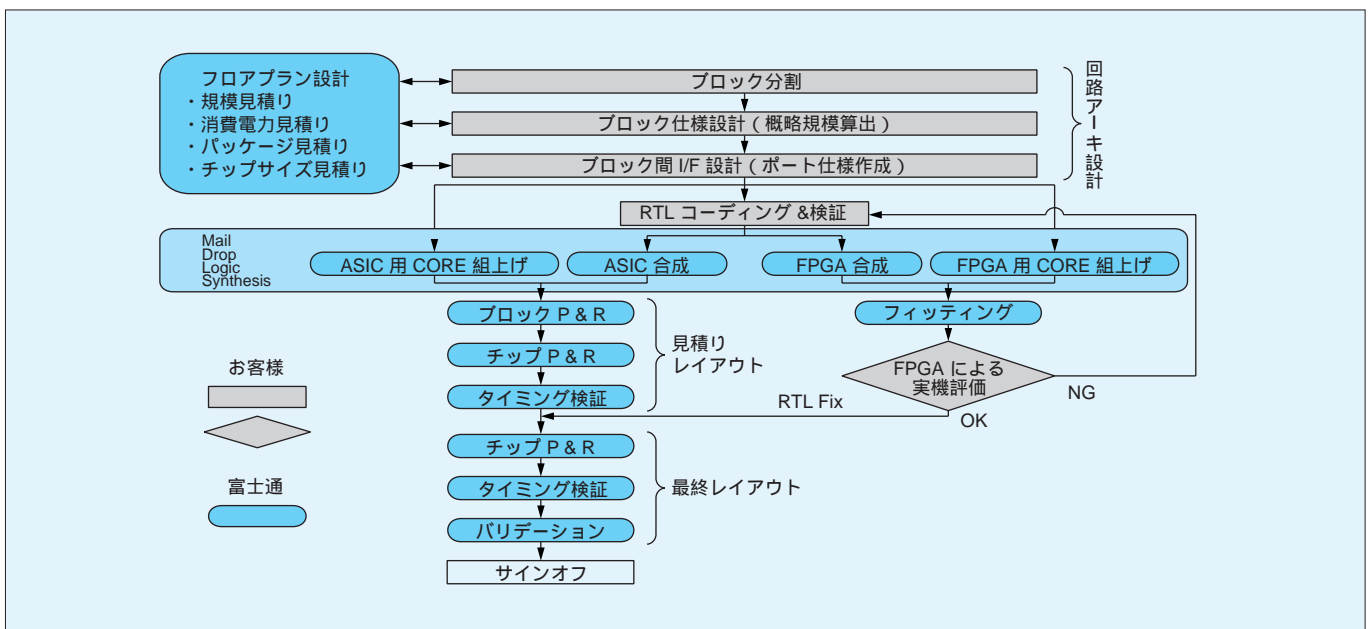 フロアプラン設計
・規模見積り
・消費電力見積り
・パッケージ見積り
・チップサイズ見積り
ブロック分割
ブロック仕様設計（概略規模算出）
ブロック間 I/F 設計（ポート仕様作成）
回路アーキ設計
RTL コーディング &検証
Mail
Drop
Logic
Synthesis
ASIC 用 CORE 組上げ
ASIC 合成
FPGA 合成
FPGA 用 CORE 組上げ
ブロック P & R
チップ P & R
タイミング検証
見積り
レイアウト
フィッティング
FPGA による
実機評価
NG
OK
RTL Fix
チップ P & R
タイミング検証
バリデーション
最終レイアウト
サインオフ
お客様
富士通